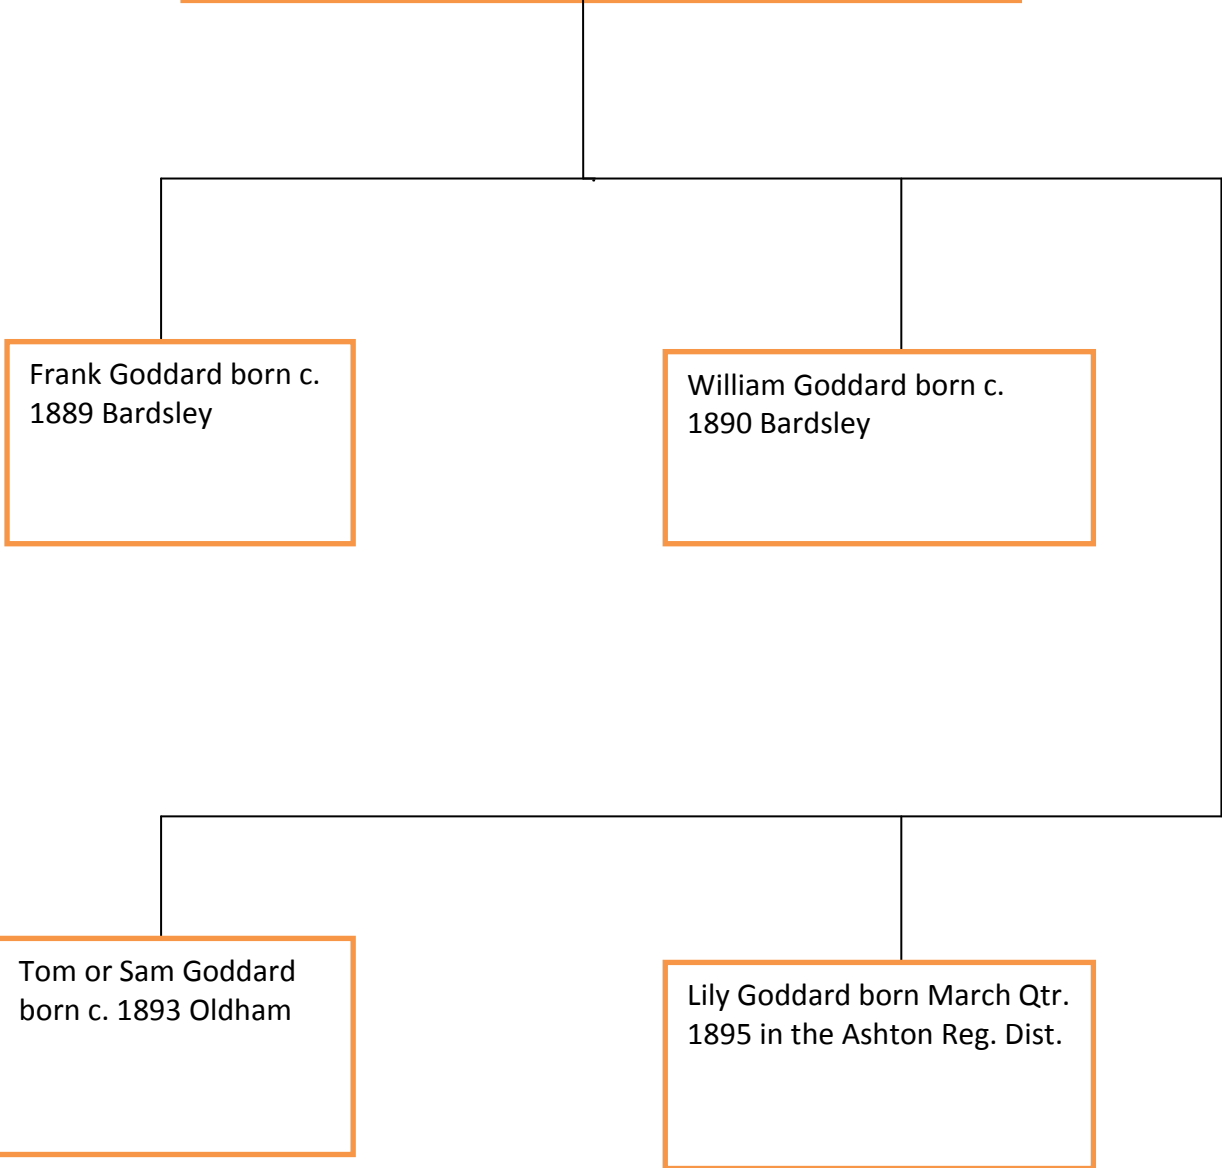 Frank Goddard born c.
1889 Bardsley
William Goddard born c.
1890 Bardsley
Tom or Sam Goddard
born c. 1893 Oldham
Lily Goddard born March Qtr.
1895 in the Ashton Reg. Dist.